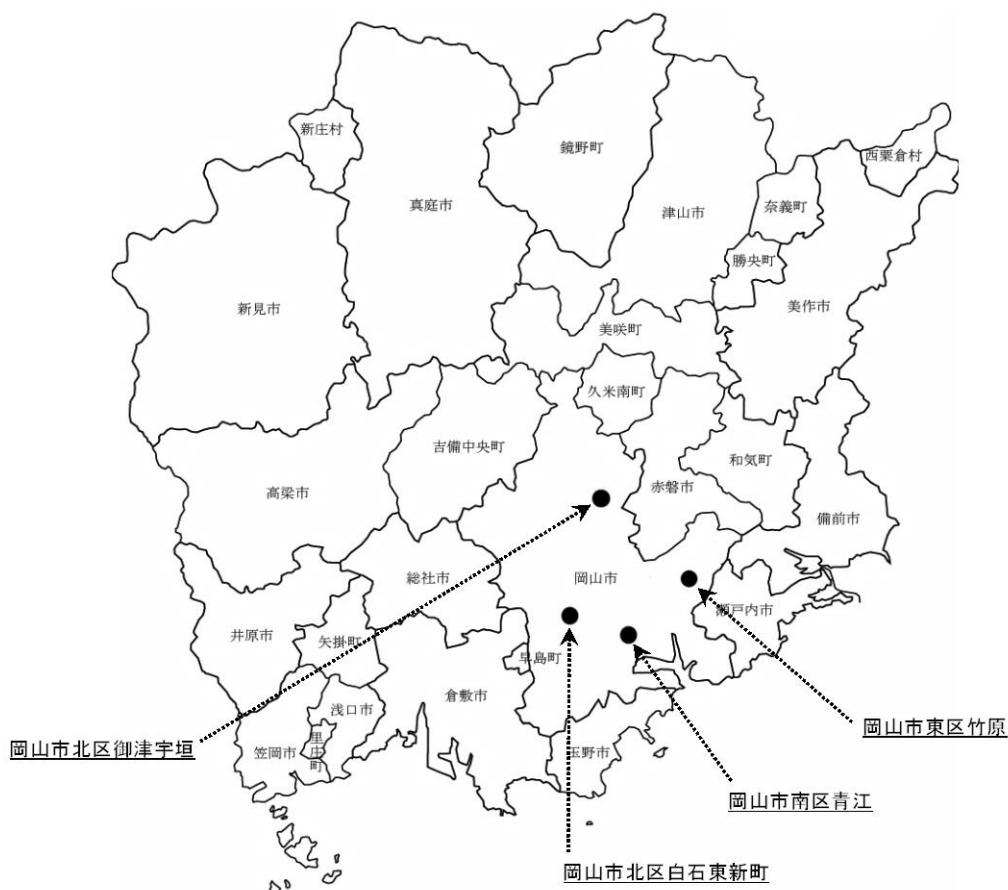 新庄村
鏡野町
西粟倉村
真庭市
津山市
奈義町
勝央町
新見市
美作市
美咲町
久米南町
吉備中央町
和気町
高梁市
赤磐市
備前市
総社市
岡山市
瀬戸内市
井原市
矢掛町
早島町
倉敷市
浅口市
里庄町
笠岡市
玉野市
岡山市北区御津宇垣
岡山市東区竹原
岡山市南区青江
岡山市北区白石東新町